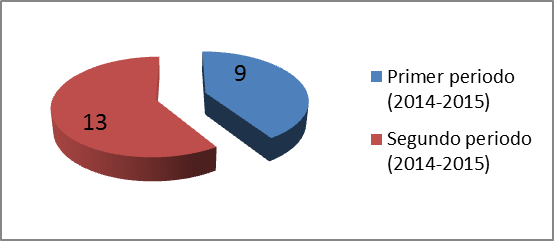 9
13
Primer periodo
(2014-2015)
Segundo periodo
(2014-2015)